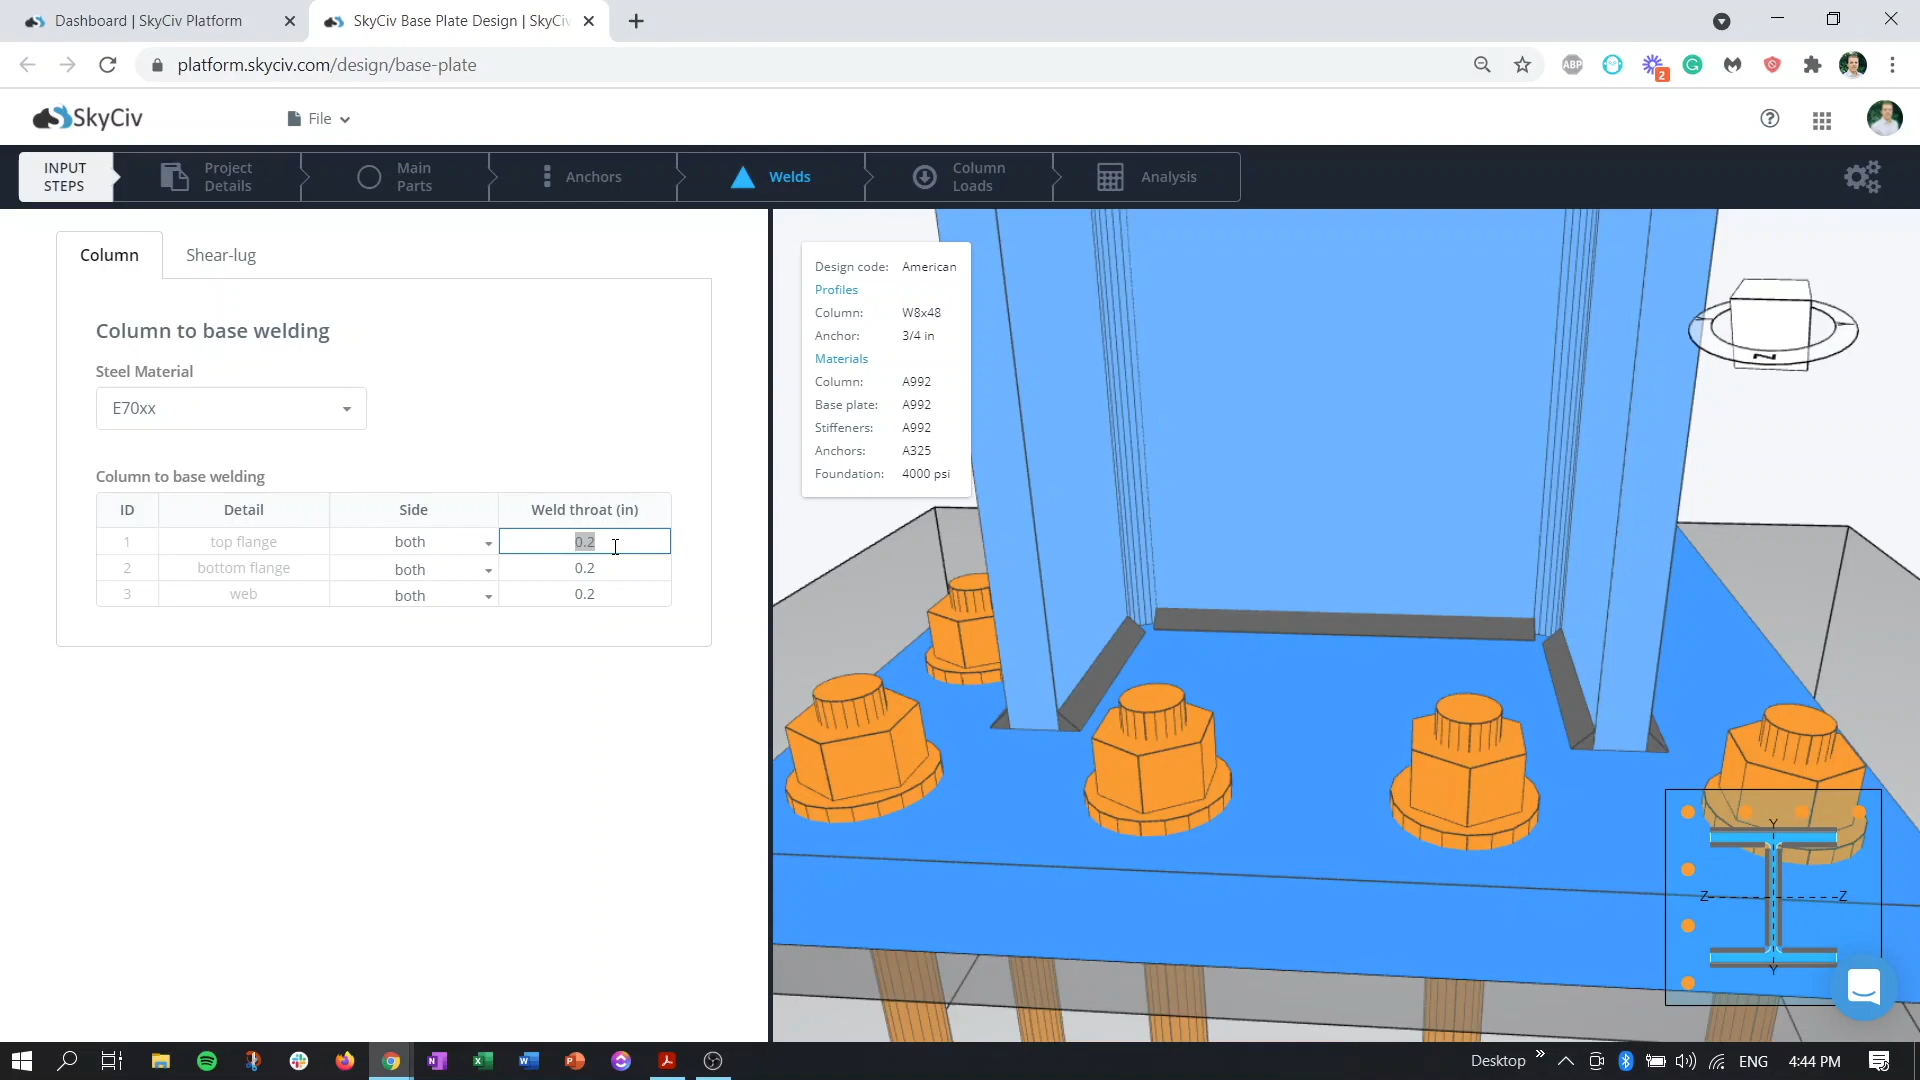 Dashboard | SkyCiv Platform
SkyCiv Base Plate Design | SkyCiv
platform.skyciv.com/design/base-plate
ABP
2
SkyCiv
File
INPUT
STEPS
Project
Details
Main
Parts
Anchors
Welds
Column
Loads
Analysis
Column
Shear-lug
Column to base welding
Steel Material
E70xx
Column to base welding
ID Detail Side Weld throat (in)
1 top flange both 0.2
2 bottom flange both 0.2
3 web both 0.2
Design code: American
Profiles
Column: W8x48
Anchor: 3/4 in
Materials
Column: A992
Base plate: A992
Stiffeners: A992
Anchors: A325
Foundation: 4000 psi
Y
Z Z
Y
Desktop
ENG
4:44 PM